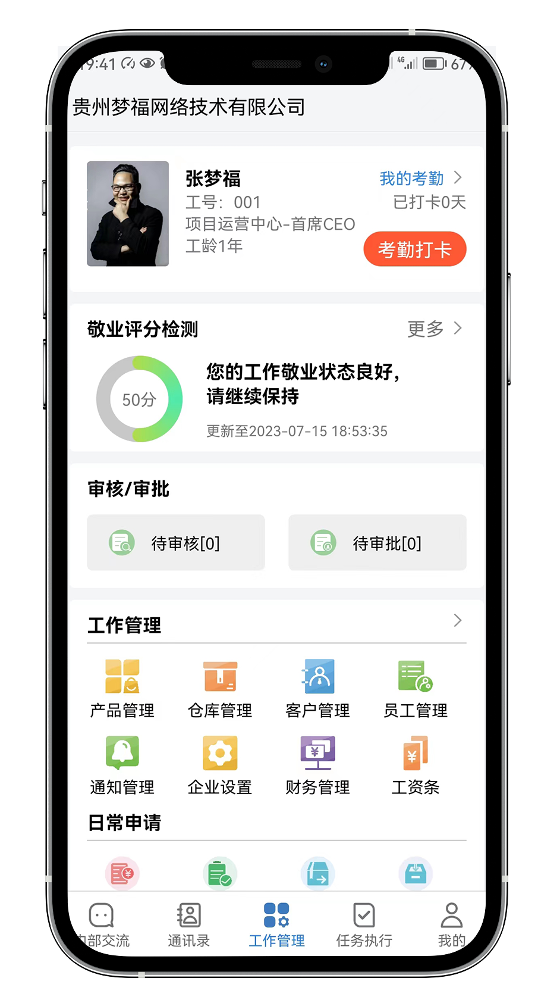 9:41 4G 67
贵州梦福网络技术有限公司
张梦福 我的考勤
工号：001 已打卡0天
项目运营中心-首席CEO
工龄1年 考勤打卡
敬业评分检测 更多
50分
您的工作敬业状态良好，
请继续保持
更新至2023-07-15 18:53:35
审核/审批
待审核[0] 待审批[0]
工作管理
产品管理 仓库管理 客户管理 员工管理
通知管理 企业设置 财务管理 工资条
日常申请
内部交流 通讯录 工作管理 任务执行 我的